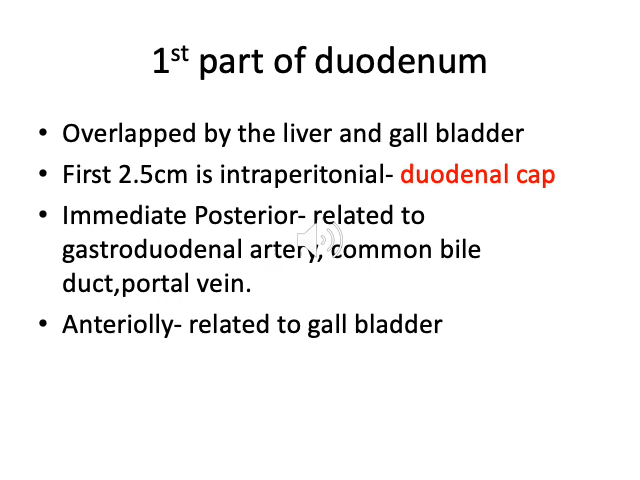 1st part of duodenum
• Overlapped by the liver and gall bladder
• First 2.5cm is intraperitonial- duodenal cap
• Immediate Posterior- related to
gastroduodenal artery, common bile
duct,portal vein.
• Anteriolly- related to gall bladder